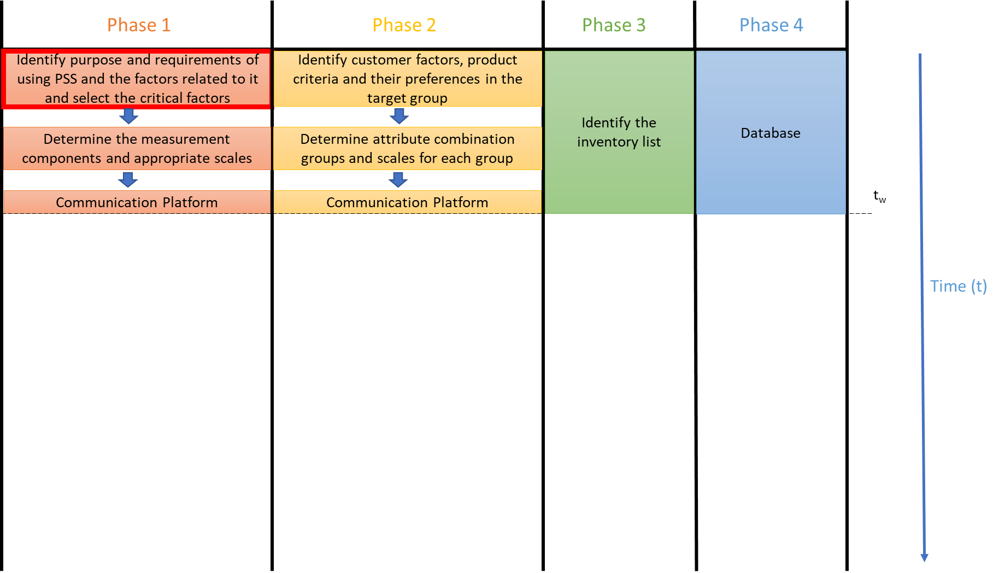 Phase 1
Phase 2
Phase 3
Phase 4
Identify purpose and requirements of
using PSS and the factors related to it
and select the critical factors
Determine the measurement
components and appropriate scales
Communication Platform
Identify customer factors, product
criteria and their preferences in the
target group
Determine attribute combination
groups and scales for each group
Communication Platform
Identify the
inventory list
Database
tw
Time (t)